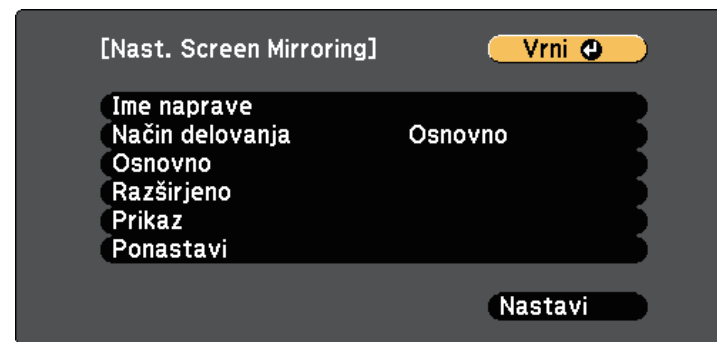 [Nast. Screen Mirroring]
Vrni
Ime naprave
Način delovanja Osnovno
Osnovno
Razširjeno
Prikaz
Ponastavi
Nastavi